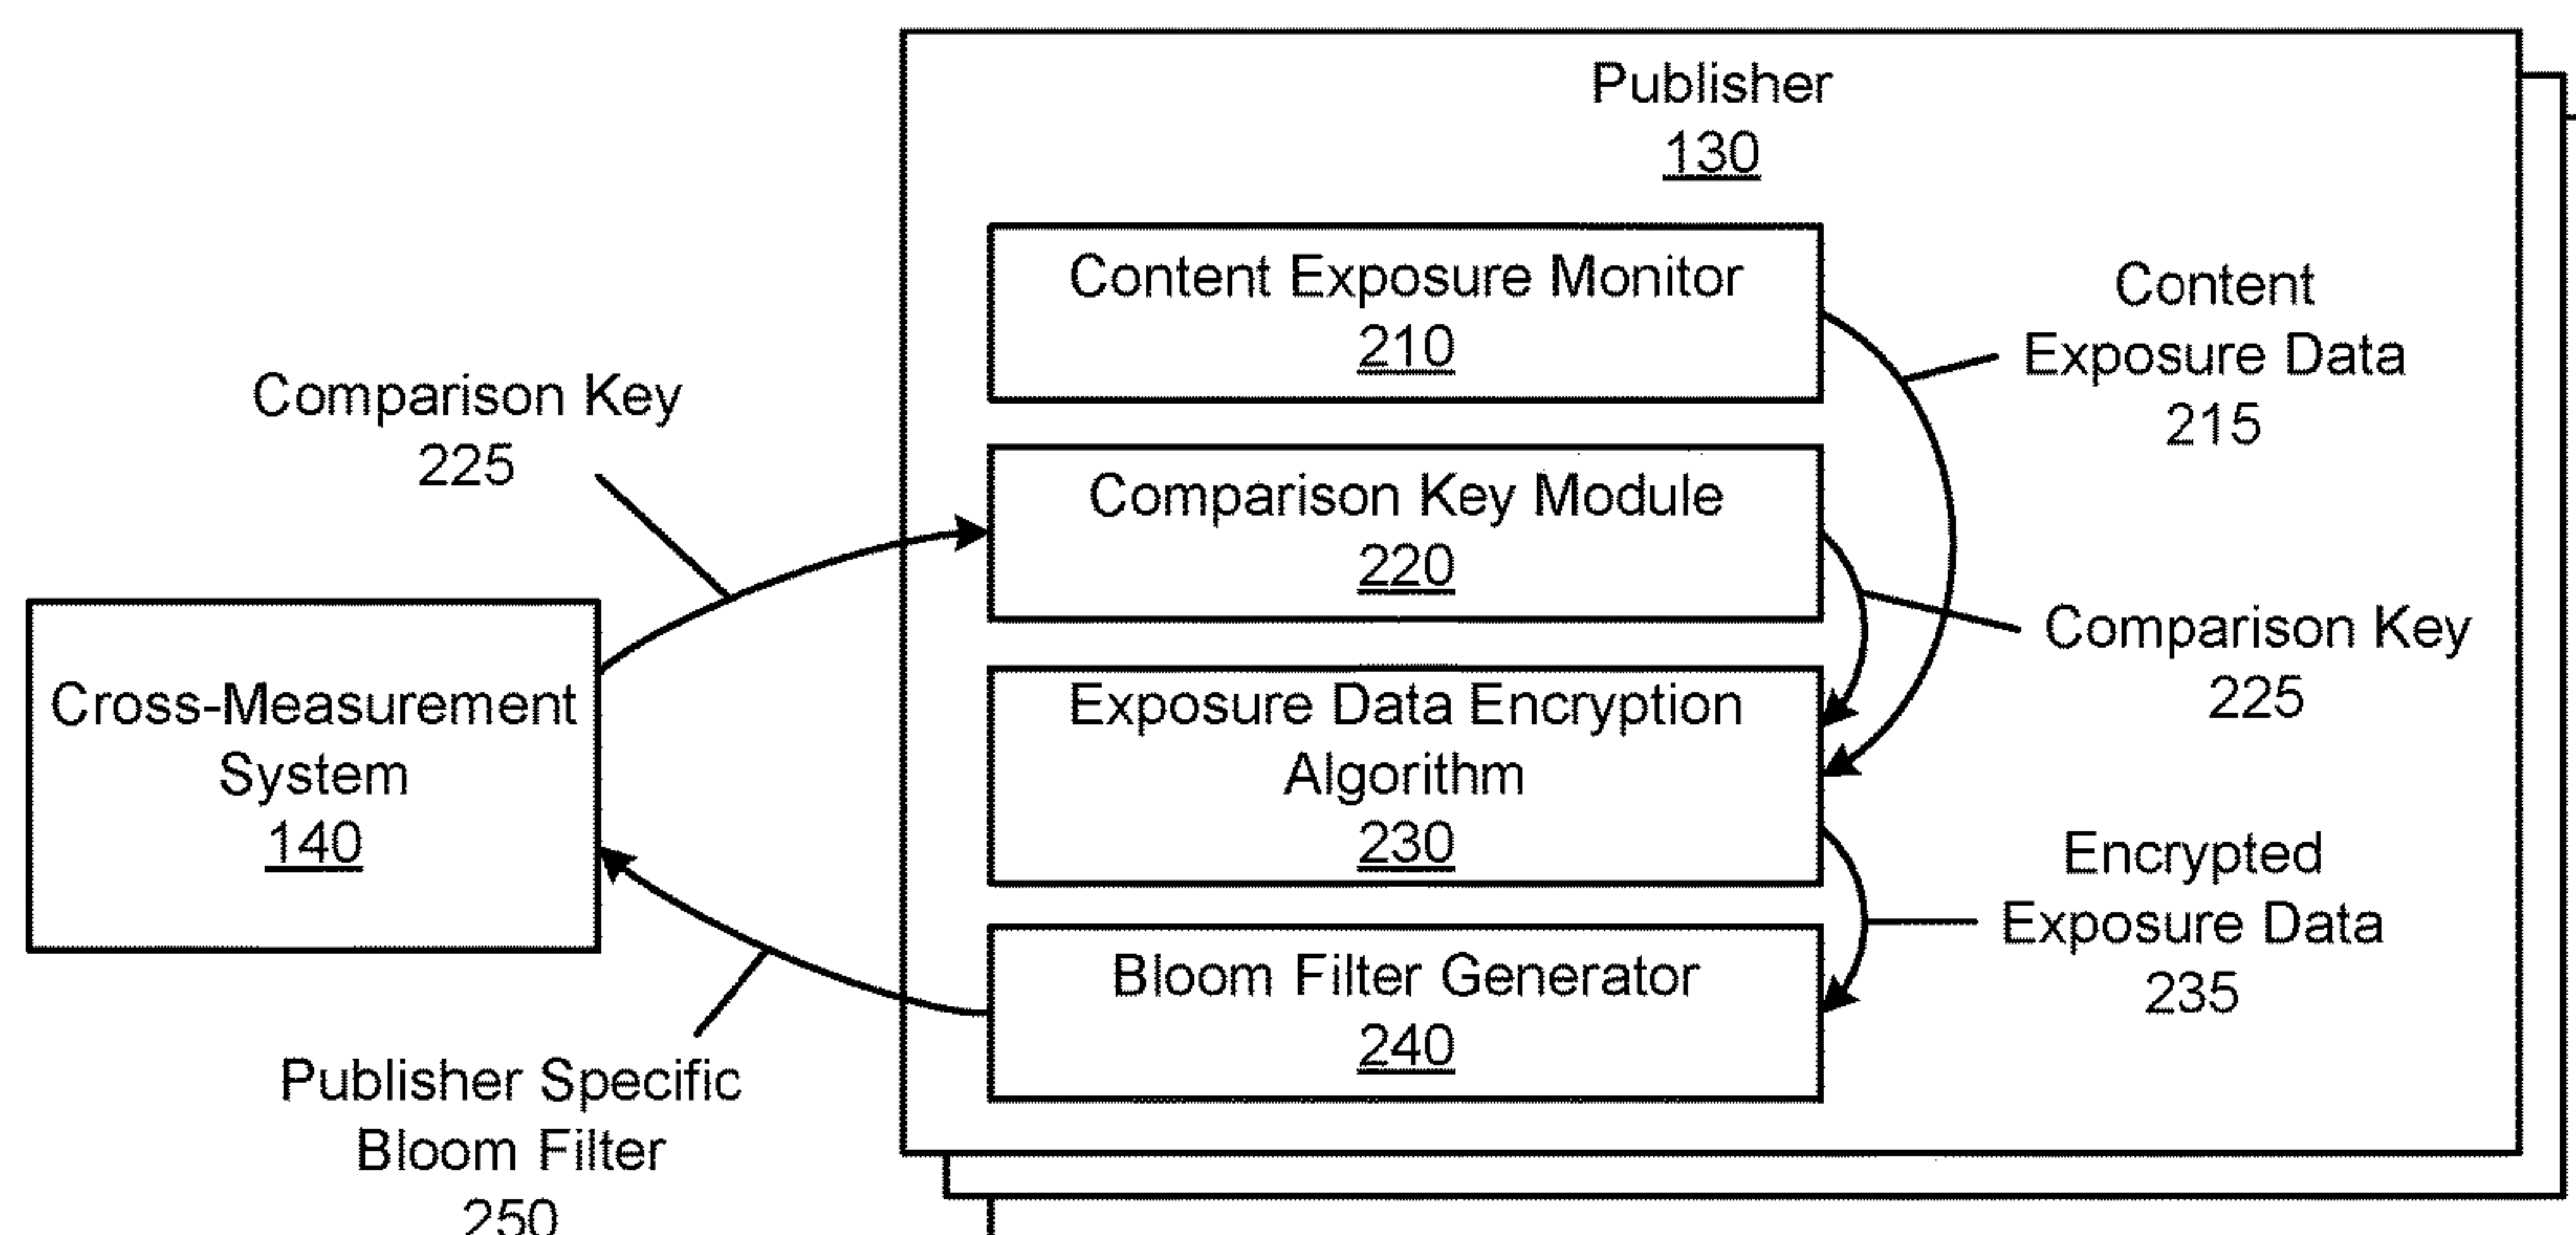 Publisher
130
Content Exposure Monitor
210
Content
Exposure Data
215
Comparison Key
225
Comparison Key Module
220
Comparison Key
225
Cross-Measurement
System
140
Exposure Data Encryption
Algorithm
230
Encrypted
Exposure Data
235
Bloom Filter Generator
240
Publisher Specific
Bloom Filter
250